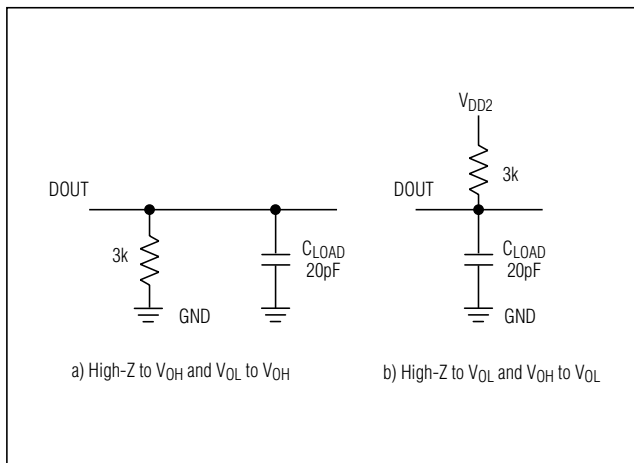 DOUT
3k
CLOAD
20pF
GND
a) High-Z to VOH and VOL to VOH
VDD2
3k
DOUT
CLOAD
20pF
GND
b) High-Z to VOL and VOH to VOL